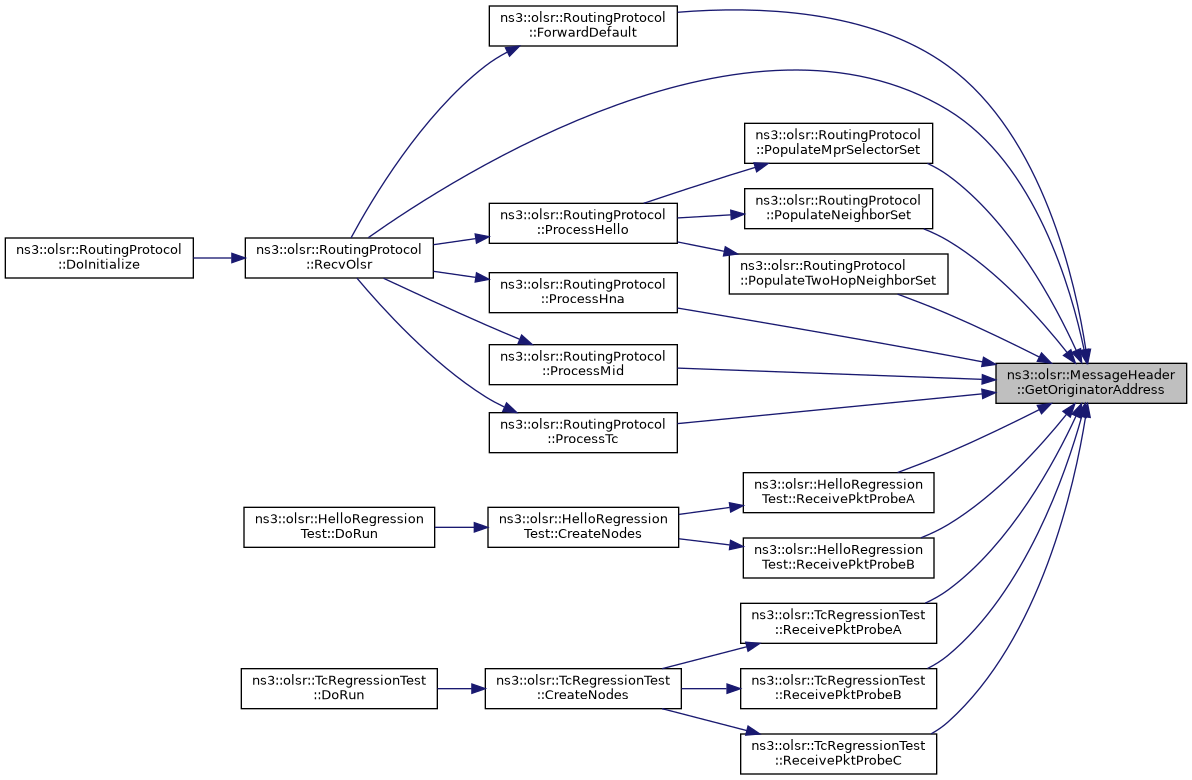 ns3::olsr::RoutingProtocol
::ForwardDefault
ns3::olsr::RoutingProtocol
::PopulateMprSelectorSet
ns3::olsr::RoutingProtocol
::PopulateNeighborSet
ns3::olsr::RoutingProtocol
::ProcessHello
ns3::olsr::RoutingProtocol
::DoInitialize
ns3::olsr::RoutingProtocol
::RecvOlsr
ns3::olsr::RoutingProtocol
::PopulateTwoHopNeighborSet
ns3::olsr::RoutingProtocol
::ProcessHna
ns3::olsr::RoutingProtocol
::ProcessMid
ns3::olsr::MessageHeader
::GetOriginatorAddress
ns3::olsr::RoutingProtocol
::ProcessTc
ns3::olsr::HelloRegression
Test::ReceivePktProbeA
ns3::olsr::HelloRegression
Test::DoRun
ns3::olsr::HelloRegression
Test::CreateNodes
ns3::olsr::HelloRegression
Test::ReceivePktProbeB
ns3::olsr::TcRegressionTest
::ReceivePktProbeA
ns3::olsr::TcRegressionTest
::DoRun
ns3::olsr::TcRegressionTest
::CreateNodes
ns3::olsr::TcRegressionTest
::ReceivePktProbeB
ns3::olsr::TcRegressionTest
::ReceivePktProbeC